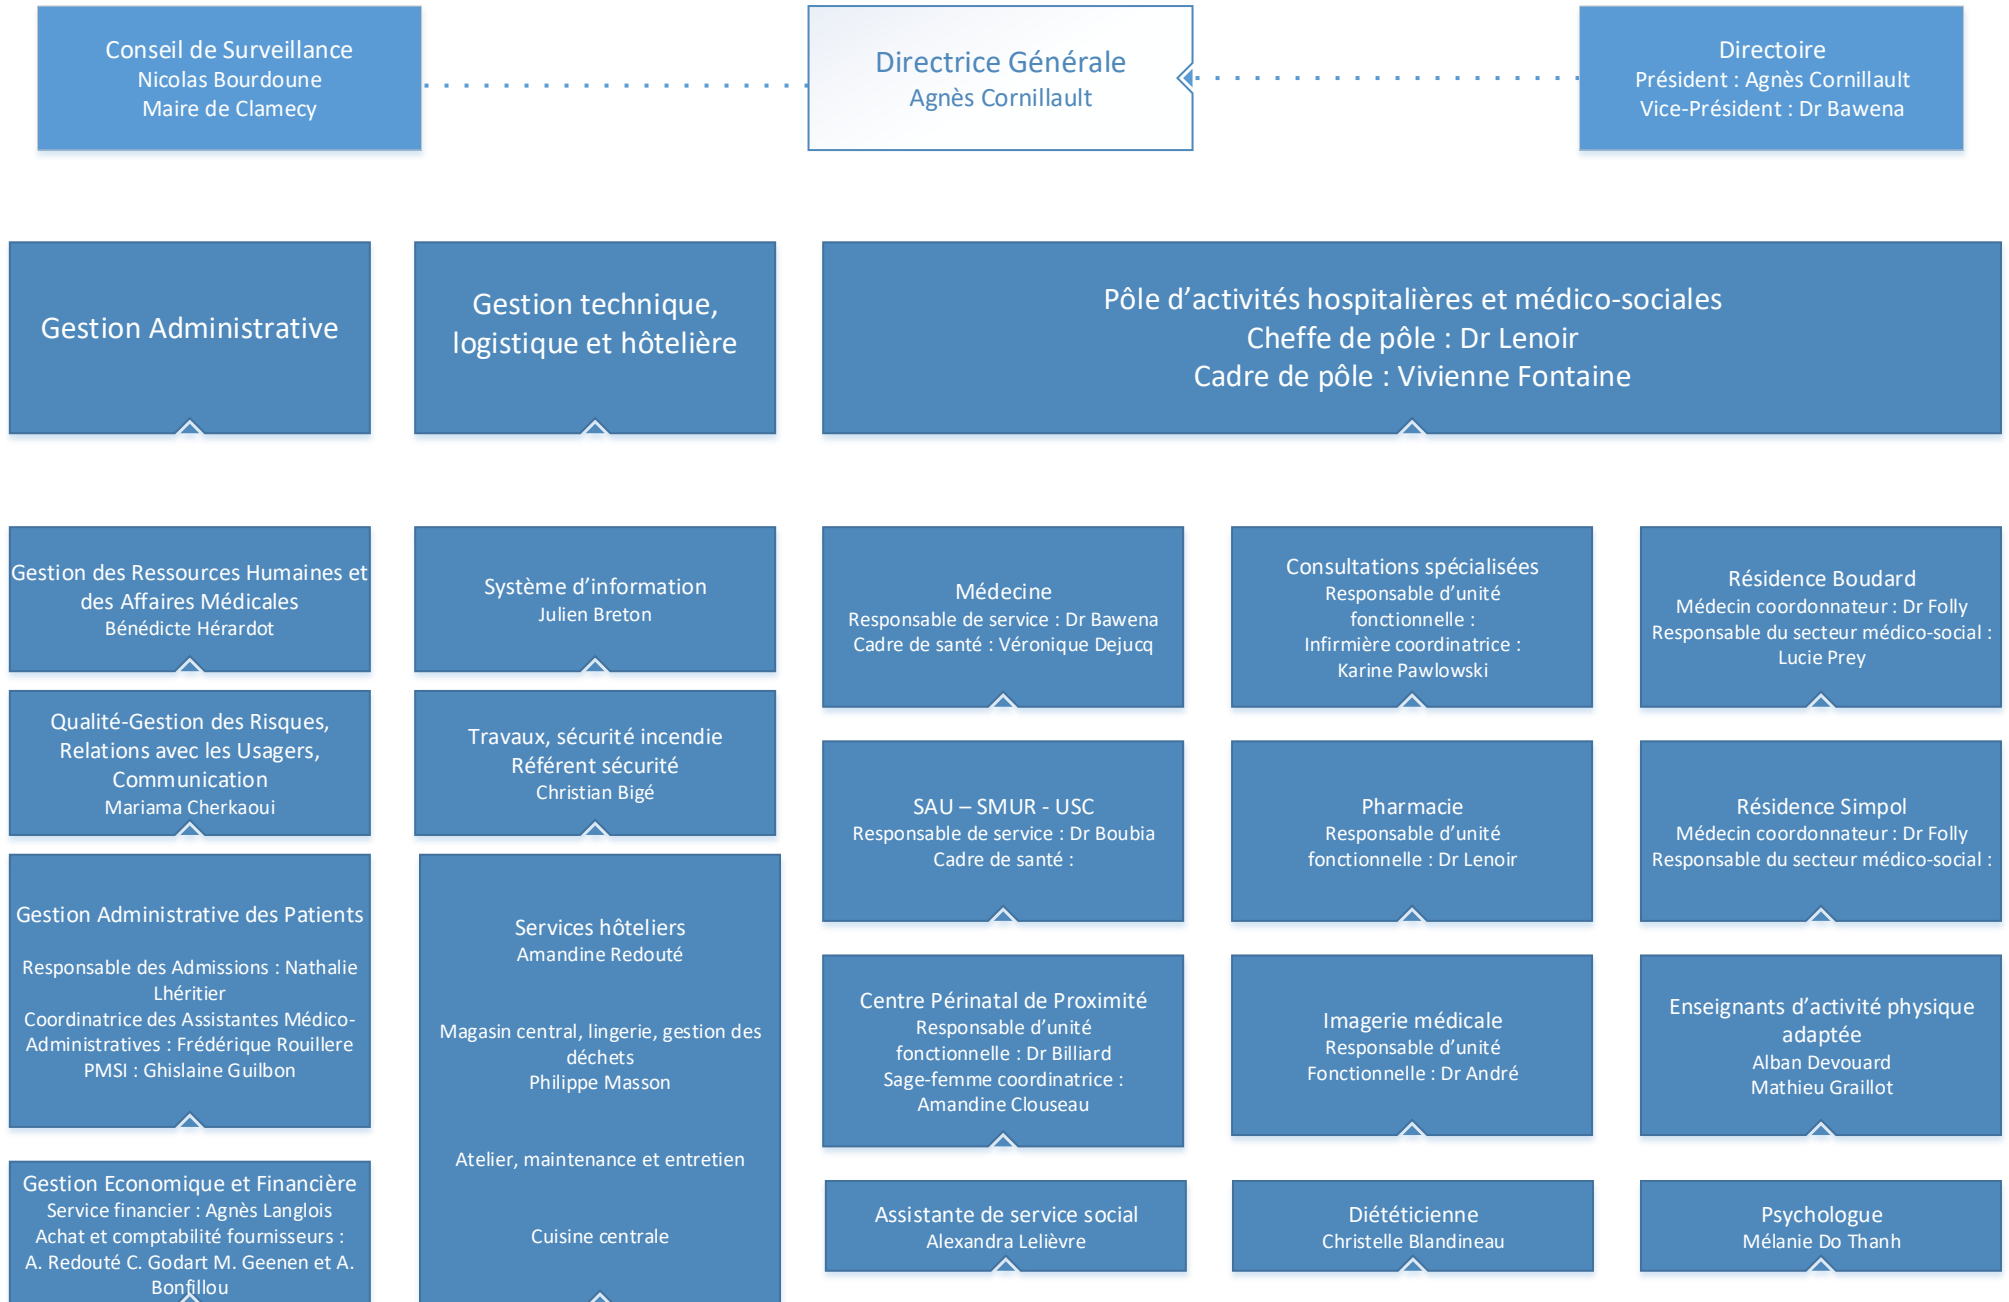 Conseil de Surveillance
Nicolas Bourdoune
Maire de Clamecy
Directrice Générale
Agnès Cornillault
Directoire
Président : Agnès Cornillault
Vice-Président : Dr Bawena
Gestion Administrative
Gestion technique,
logistique et hôtelière
Pôle d’activités hospitalières et médico-sociales
Cheffe de pôle : Dr Lenoir
Cadre de pôle : Vivienne Fontaine
Gestion des Ressources Humaines et
des Affaires Médicales
Bénédicte Hérardot
Qualité-Gestion des Risques,
Relations avec les Usagers,
Communication
Mariama Cherkaoui
Gestion Administrative des Patients
Responsable des Admissions : Nathalie
Lhéritier
Coordinatrice des Assistantes Médico-
Administratives : Frédérique Rouillere
PMSI : Ghislaine Guilbon
Gestion Economique et Financière
Service financier : Agnès Langlois
Achat et comptabilité fournisseurs :
A. Redouté C. Godart M. Geenen et A.
Bonfillou
Système d’information
Julien Breton
Travaux, sécurité incendie
Référent sécurité
Christian Bigé
Services hôteliers
Amandine Redouté
Magasin central, lingerie, gestion des
déchets
Philippe Masson
Atelier, maintenance et entretien
Cuisine centrale
Médecine
Responsable de service : Dr Bawena
Cadre de santé : Véronique Dejucq
SAU – SMUR - USC
Responsable de service : Dr Boubia
Cadre de santé :
Centre Périnatal de Proximité
Responsable d’unité
fonctionnelle : Dr Billiard
Sage-femme coordinatrice :
Amandine Clouseau
Assistante de service social
Alexandra Lelièvre
Consultations spécialisées
Responsable d’unité
fonctionnelle :
Infirmière coordinatrice :
Karine Pawlowski
Pharmacie
Responsable d’unité
fonctionnelle : Dr Lenoir
Imagerie médicale
Responsable d’unité
Fonctionnelle : Dr André
Diététicienne
Christelle Blandineau
Résidence Boudard
Médecin coordonnateur : Dr Folly
Responsable du secteur médico-social :
Lucie Prey
Résidence Simpol
Médecin coordonnateur : Dr Folly
Responsable du secteur médico-social :
Enseignants d’activité physique
adaptée
Alban Devouard
Mathieu Graillot
Psychologue
Mélanie Do Thanh